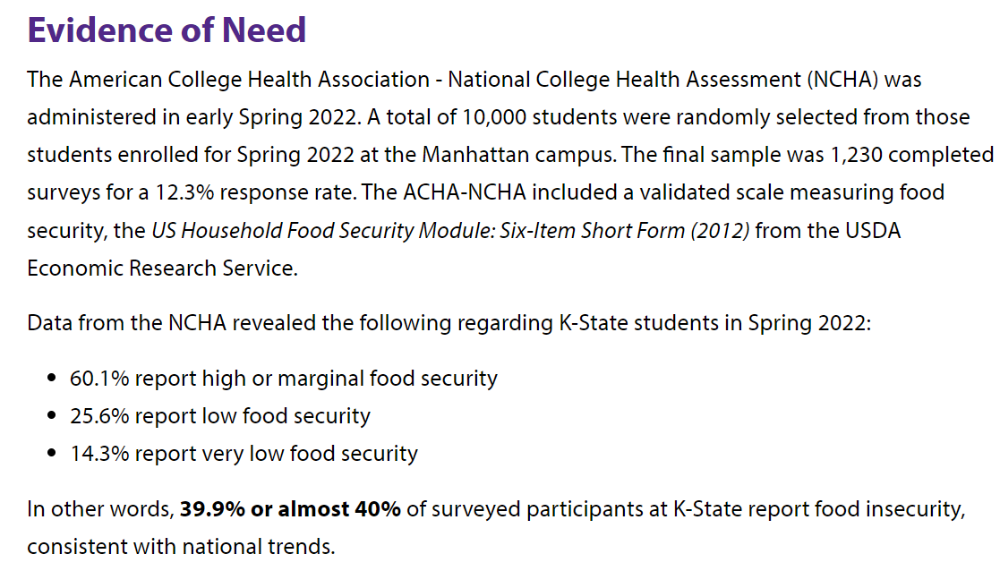 Evidence of Need
The American College Health Association - National College Health Assessment (NCHA) was
administered in early Spring 2022. A total of 10,000 students were randomly selected from those
students enrolled for Spring 2022 at the Manhattan campus. The final sample was 1,230 completed
surveys for a 12.3% response rate. The ACHA-NCHA included a validated scale measuring food
security, the US Household Food Security Module: Six-Item Short Form (2012) from the USDA
Economic Research Service.
Data from the NCHA revealed the following regarding K-State students in Spring 2022:
• 60.1% report high or marginal food security
• 25.6% report low food security
• 14.3% report very low food security
In other words, 39.9% or almost 40% of surveyed participants at K-State report food insecurity,
consistent with national trends.